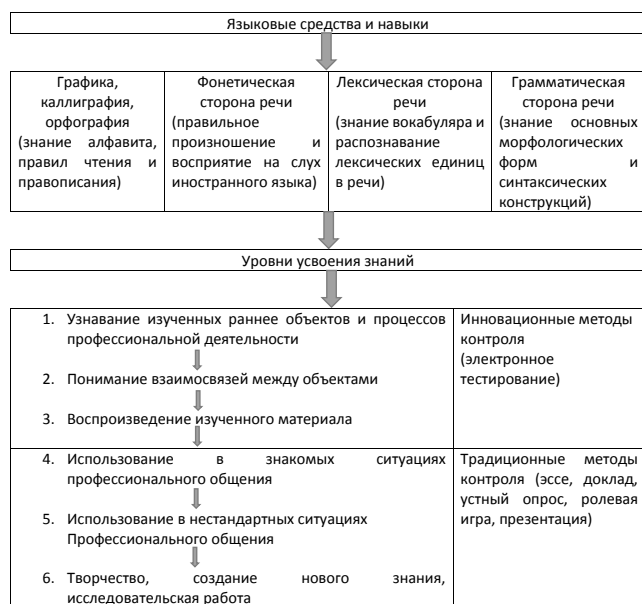 Языковые средства и навыки
Графика,
каллиграфия,
орфография
(знание алфавита,
правил чтения и
правописания)
Фонетическая
сторона речи
(правильное
произношение и
восприятие на слух
иностранного языка)
Лексическая сторона
речи
(знание вокабуляра и
распознавание
лексических единиц
в речи)
Грамматическая
сторона речи
(знание основных
морфологических
форм и
синтаксических
конструкций)
Уровни усвоения знаний
1. Узнавание изученных раннее объектов и процессов
профессиональной деятельности
2. Понимание взаимосвязей между объектами
3. Воспроизведение изученного материала
Инновационные методы
контроля
(электронное
тестирование)
4. Использование в знакомых ситуациях
профессионального общения
5. Использование в нестандартных ситуациях
Профессионального общения
6. Творчество, создание нового знания,
исследовательская работа
Традиционные методы
контроля (эссе, доклад,
устный опрос, ролевая
игра, презентация)